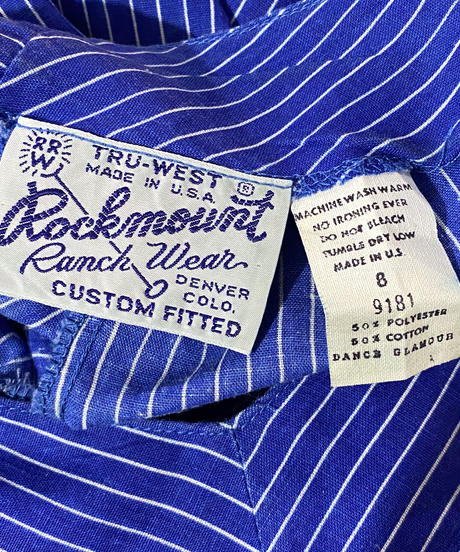 RR
W
TRU-WEST
MADE IN U.S.A. ®
Rockmount
Ranch Wear
DENVER
COLO.
CUSTOM FITTED
MACHINE WASH WARM
NO IRONING EVER
DO NOT BLEACH
TUMBLE DRY LOW
MADE IN U.S.
8
9181
50% POLYESTER
50% COTTON
DANCE GLAMOUR